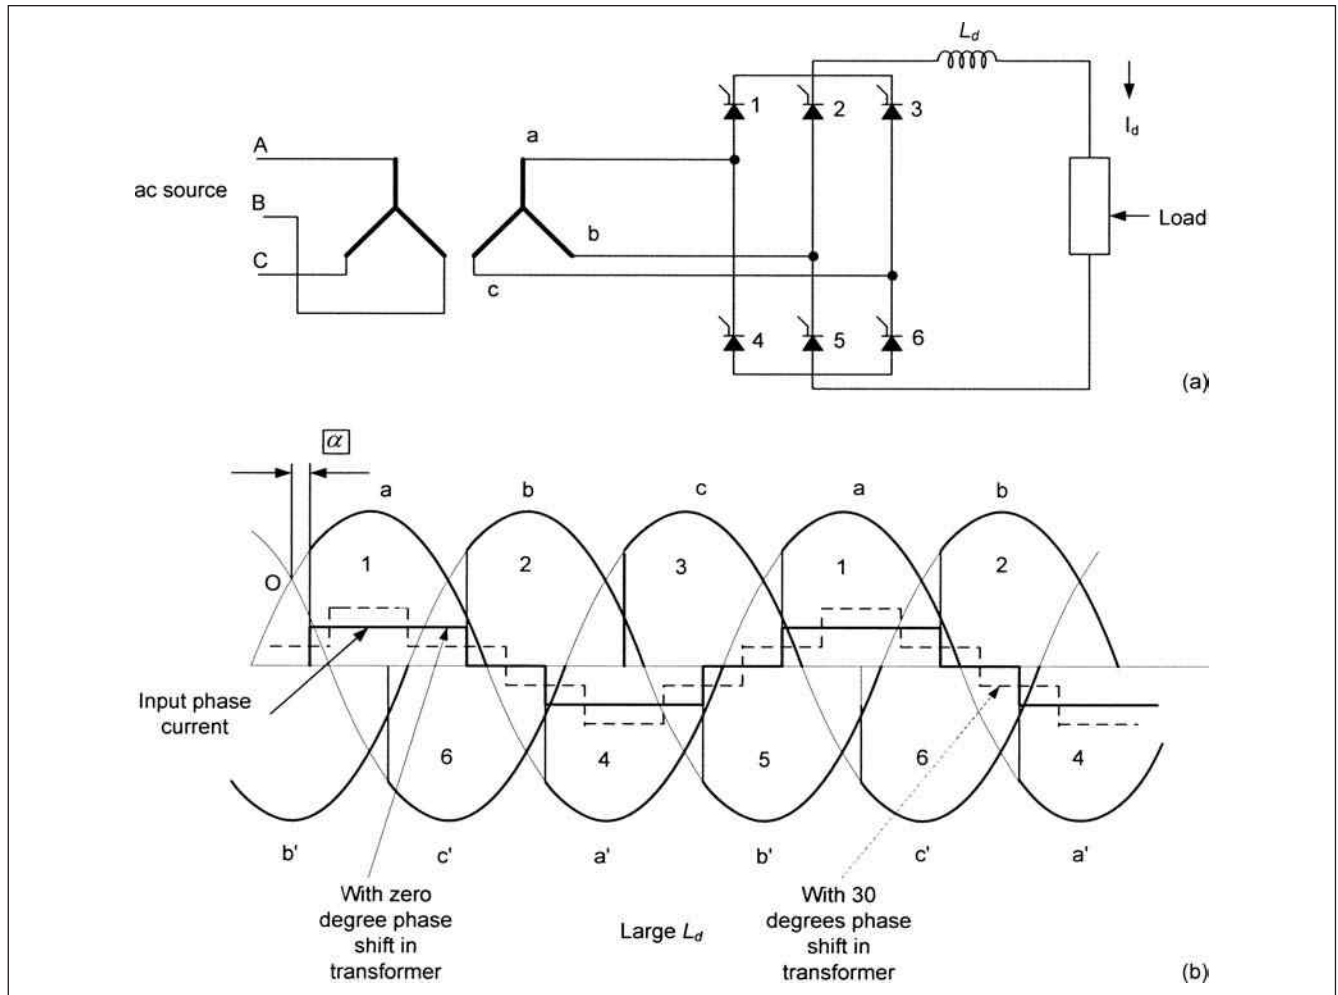 L_d
1 2 3
I_d
a
A
ac source
B
b
Load
C
c
4 5 6
(a)
α
a b c a b
O
1 2 3 1 2
Input phase
current
6 4 5 6 4
b' c' a' b' c' a'
With zero
degree phase
shift in
transformer
Large L_d
With 30
degrees phase
shift in
transformer
(b)